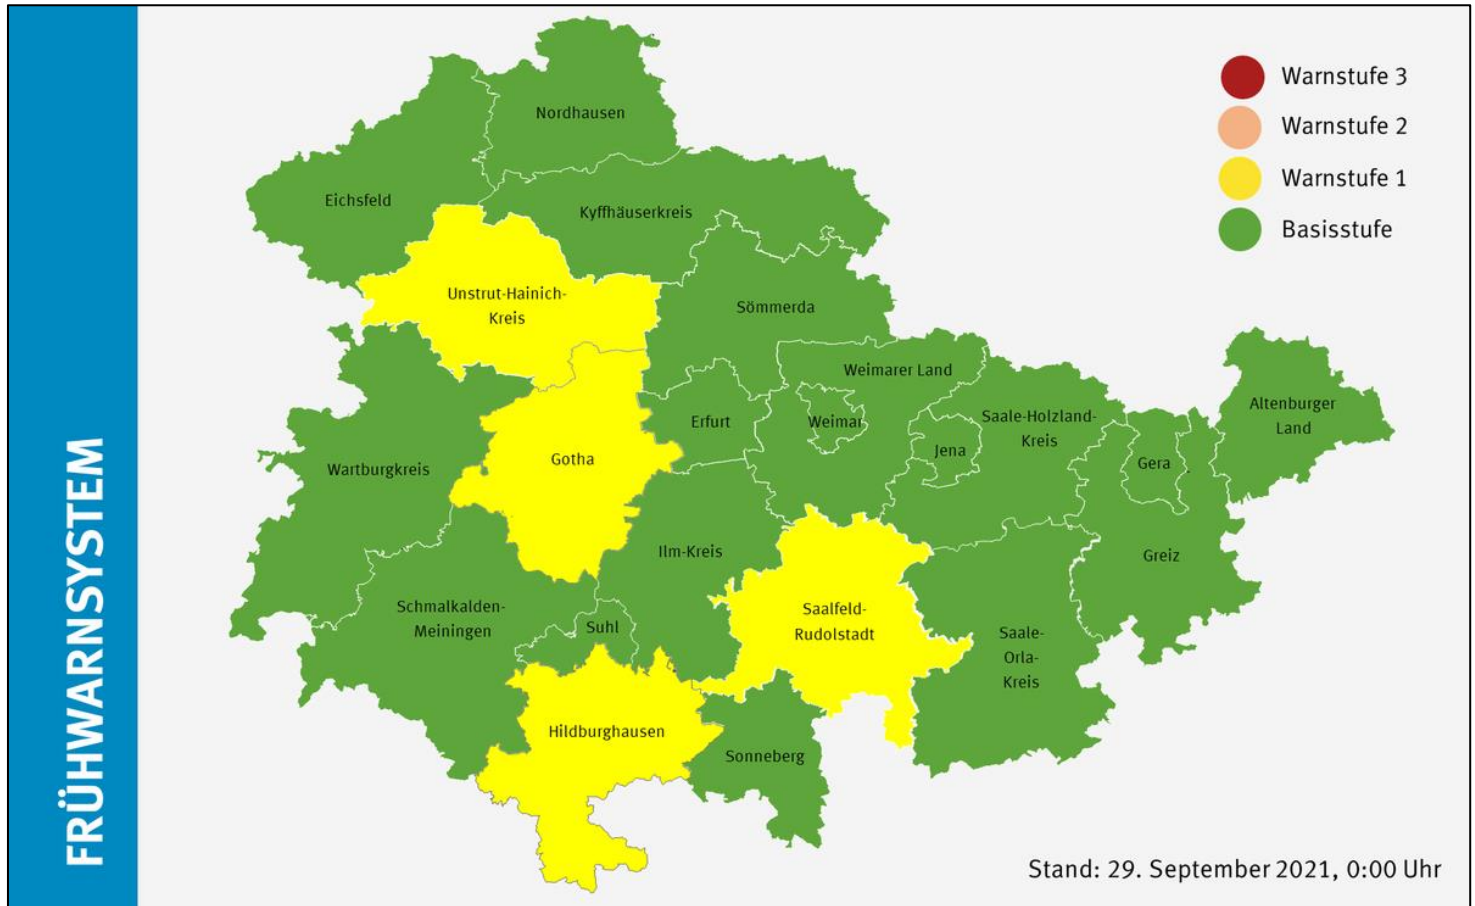 FRÜHWARNSYSTEM
Warnstufe 3
Warnstufe 2
Warnstufe 1
Basisstufe
Nordhausen
Eichsfeld
Kyffhäuserkreis
Unstrut-Hainich-
Kreis
Sömmerda
Weimarer Land
Erfurt
Weimar
Saale-Holzland-
Kreis
Jena
Gera
Altenburger
Land
Wartburgkreis
Gotha
Ilm-Kreis
Greiz
Schmalkalden-
Meiningen
Suhl
Saalfeld-
Rudolstadt
Saale-
Orla-
Kreis
Hildburghausen
Sonneberg
Stand: 29. September 2021, 0:00 Uhr